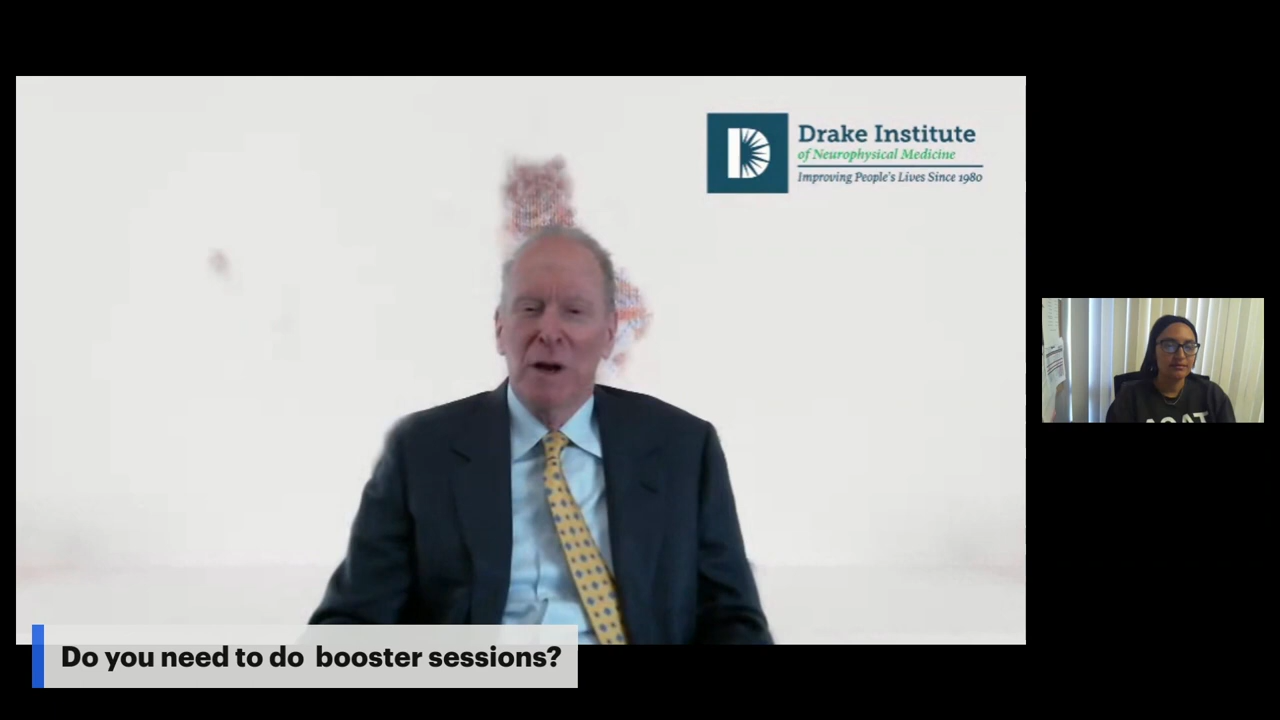 Drake Institute
of Neurophysical Medicine
Improving People's Lives Since 1980
Do you need to do booster sessions?